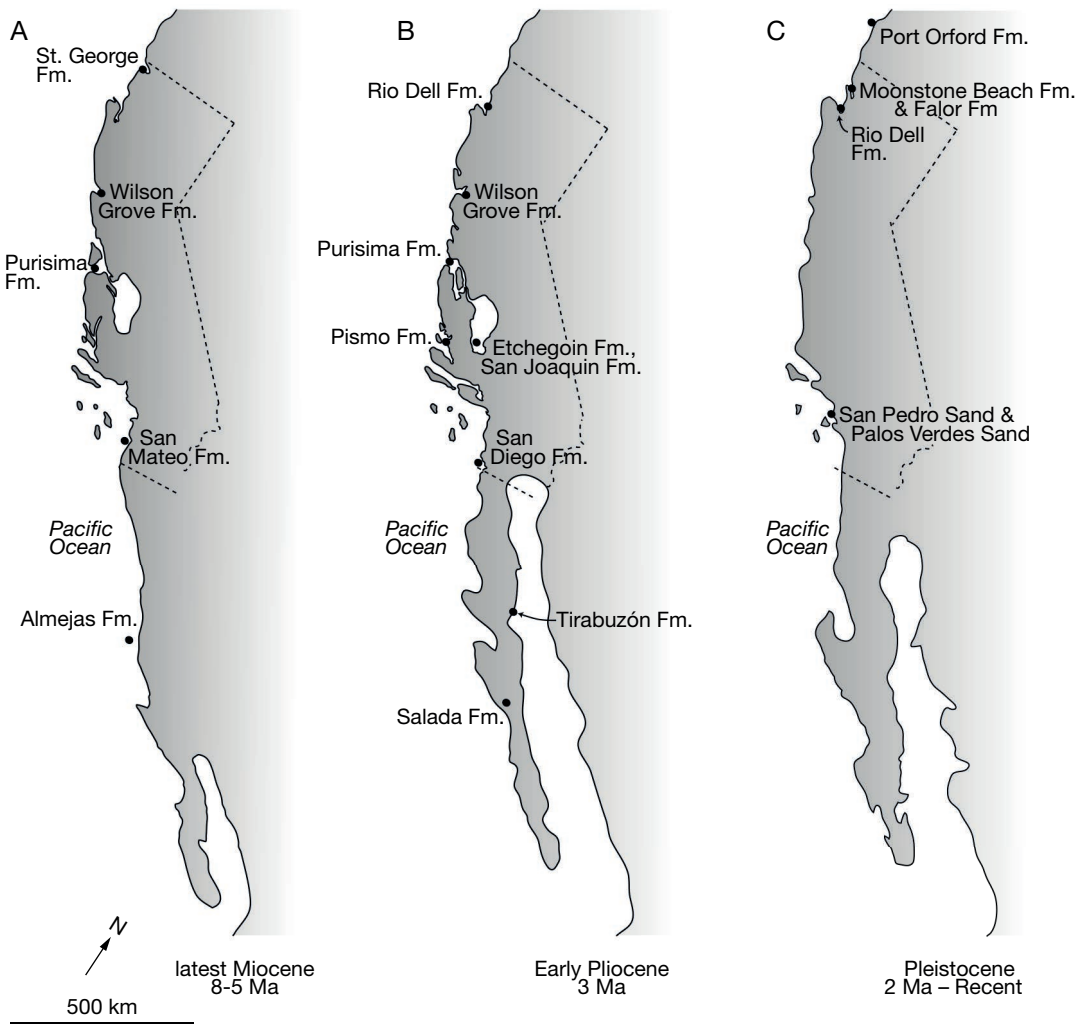 A
St. George
Fm.
Wilson
Grove Fm.
Purisima
Fm.
San
Mateo Fm.
Pacific
Ocean
Almejas Fm.
N
latest Miocene
8-5 Ma
500 km
B
Rio Dell Fm.
Wilson
Grove Fm.
Purisima Fm.
Pismo Fm.
Etchegoin Fm.,
San Joaquin Fm.
San
Diego Fm.
Pacific
Ocean
Tirabuzón Fm.
Salada Fm.
Early Pliocene
3 Ma
C
Port Orford Fm.
Moonstone Beach Fm.
& Falor Fm
Rio Dell
Fm.
San Pedro Sand &
Palos Verdes Sand
Pacific
Ocean
Pleistocene
2 Ma – Recent